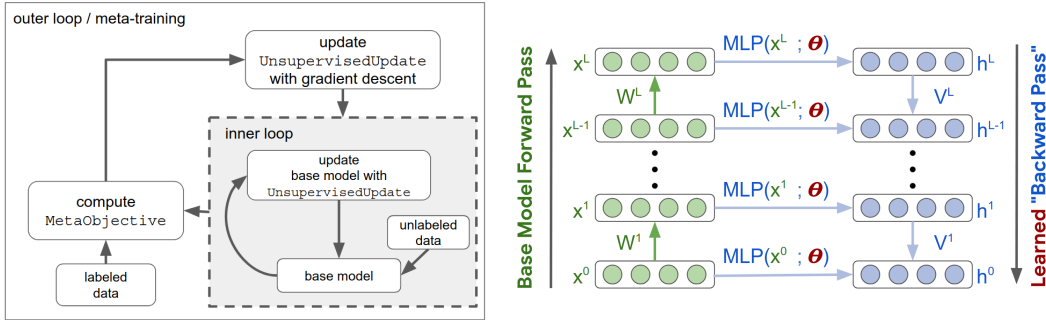 outer loop / meta-training
update
UnsupervisedUpdate
with gradient descent
inner loop
update
base model with
UnsupervisedUpdate
unlabeled
data
base model
compute
MetaObjective
labeled
data
Base Model Forward Pass
x^L
MLP(x^L ; θ)
h^L
W^L
V^L
x^{L-1}
MLP(x^{L-1}; θ)
h^{L-1}
x^1
MLP(x^1 ; θ)
h^1
W^1
V^1
x^0
MLP(x^0 ; θ)
h^0
Learned "Backward Pass"